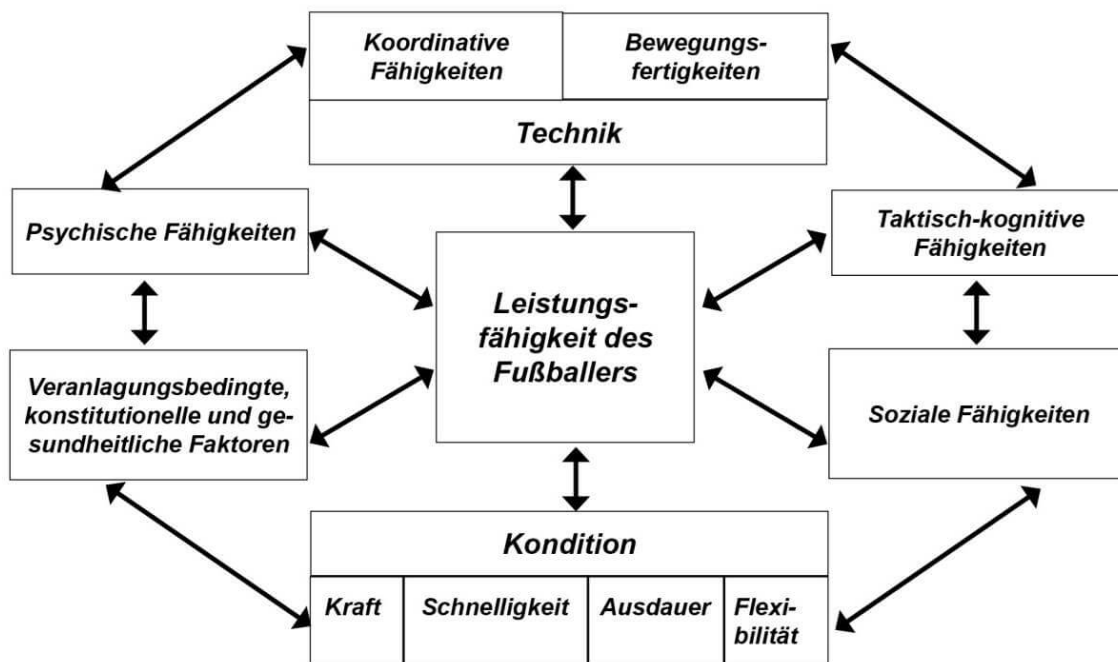 Koordinative
Fähigkeiten
Bewegungs-
fertigkeiten
Technik
Psychische Fähigkeiten
Taktisch-kognitive
Fähigkeiten
Leistungs-
fähigkeit des
Fußballers
Veranlagungsbedingte,
konstitutionelle und ge-
sundheitliche Faktoren
Soziale Fähigkeiten
Kondition
Kraft
Schnelligkeit
Ausdauer
Flexi-
bilität